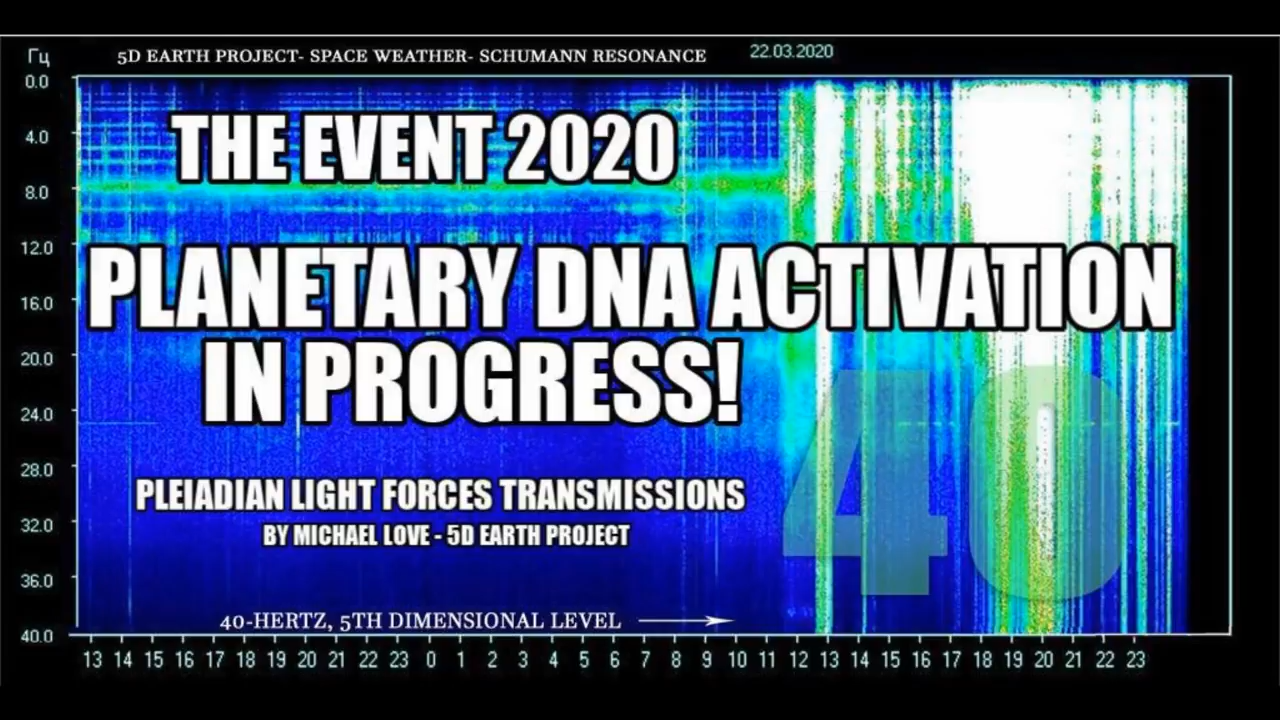 Гц
5D EARTH PROJECT- SPACE WEATHER- SCHUMANN RESONANCE
22.03.2020
0.0
THE EVENT 2020
4.0
8.0
12.0
PLANETARY DNA ACTIVATION
16.0
IN PROGRESS!
20.0
24.0
40
28.0
PLEIADIAN LIGHT FORCES TRANSMISSIONS
32.0
BY MICHAEL LOVE - 5D EARTH PROJECT
36.0
40-HERTZ, 5TH DIMENSIONAL LEVEL
40.0
13 14 15 16 17 18 19 20 21 22 23 0 1 2 3 4 5 6 7 8 9 10 11 12 13 14 15 16 17 18 19 20 21 22 23